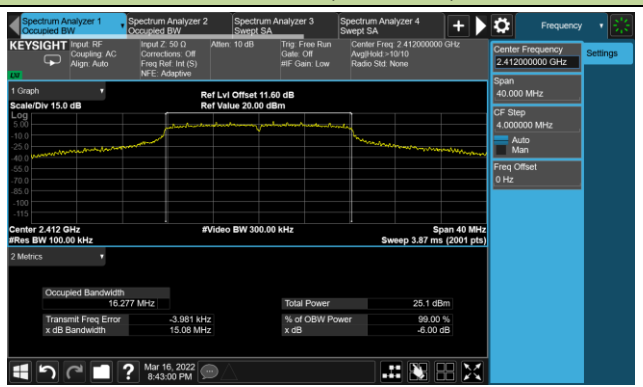 Spectrum Analyzer 1
Occupied BW
Spectrum Analyzer 2
Occupied BW
Spectrum Analyzer 3
Swept SA
Spectrum Analyzer 4
Swept SA
+
Frequency
KEYSIGHT
Input: RF
Coupling: AC
Align: Auto
Input Z: 50 Ω
Corrections: Off
Freq Ref: Int (S)
NFE: Adaptive
Atten: 10 dB
Trig: Free Run
Gate: Off
#IF Gain: Low
Center Freq: 2.412000000 GHz
Avg|Hold:>10/10
Radio Std: None
Center Frequency
2.412000000 GHz
Settings
Span
40.000 MHz
CF Step
4.000000 MHz
Auto
Man
Freq Offset
0 Hz
1 Graph
Scale/Div 15.0 dB
Ref Lvl Offset 11.60 dB
Ref Value 20.00 dBm
Log
5.00
-10.0
-25.0
-40.0
-55.0
-70.0
-85.0
-100
-115
Center 2.412 GHz
#Video BW 300.00 kHz
Span 40 MHz
#Res BW 100.00 kHz
Sweep 3.87 ms (2001 pts)
2 Metrics
Occupied Bandwidth
16.277 MHz
Total Power
25.1 dBm
Transmit Freq Error
-3.981 kHz
% of OBW Power
99.00 %
x dB Bandwidth
15.08 MHz
x dB
-6.00 dB
?
Mar 16, 2022
8:43:00 PM